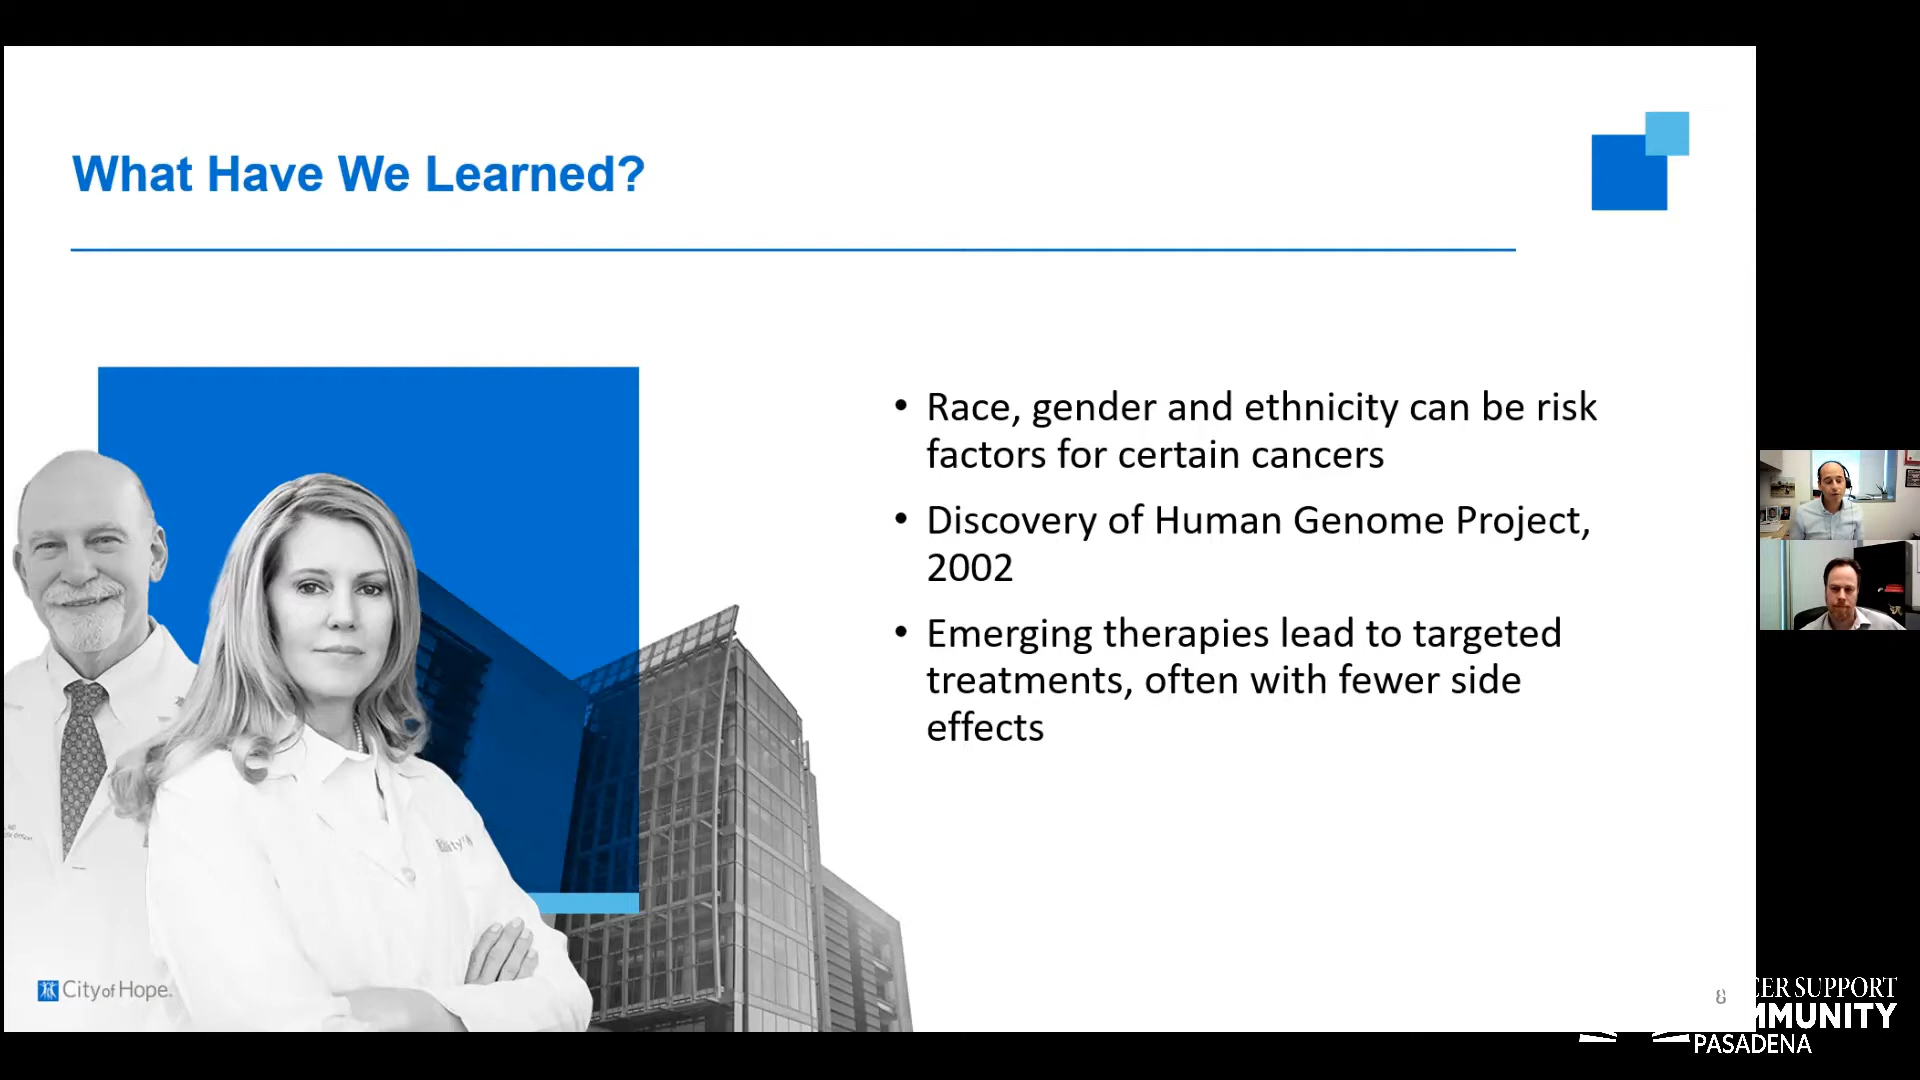 What Have We Learned?
• Race, gender and ethnicity can be risk
factors for certain cancers
• Discovery of Human Genome Project,
2002
• Emerging therapies lead to targeted
treatments, often with fewer side
effects
City of Hope.
8
CER SUPPORT
MMUNITY
PASADENA